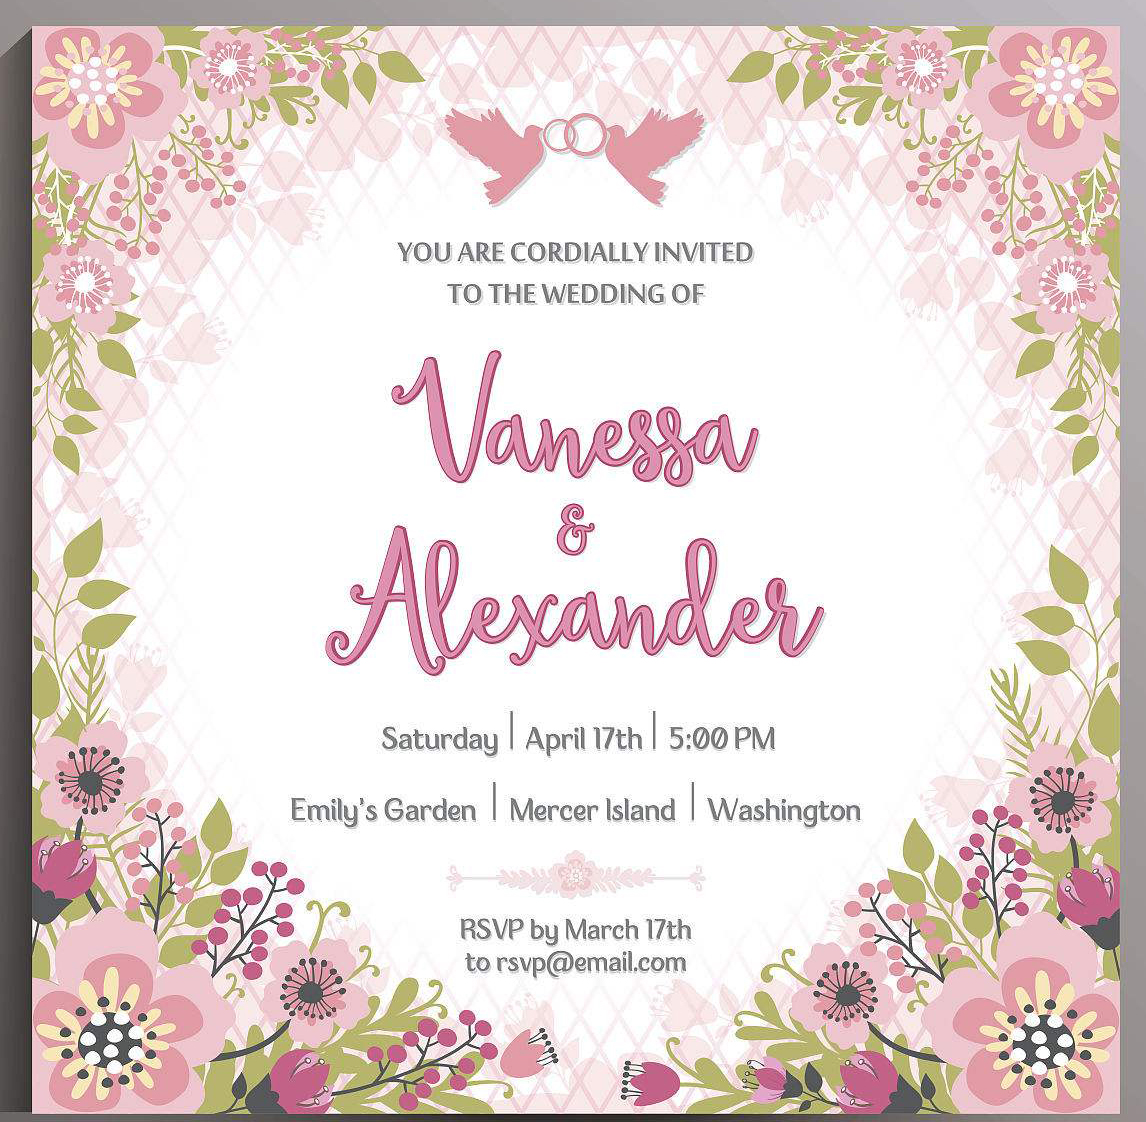 YOU ARE CORDIALLY INVITED
TO THE WEDDING OF
Vanessa
&
Alexander
Saturday | April 17th | 5:00 PM
Emily's Garden | Mercer Island | Washington
RSVP by March 17th
to rsvp@email.com